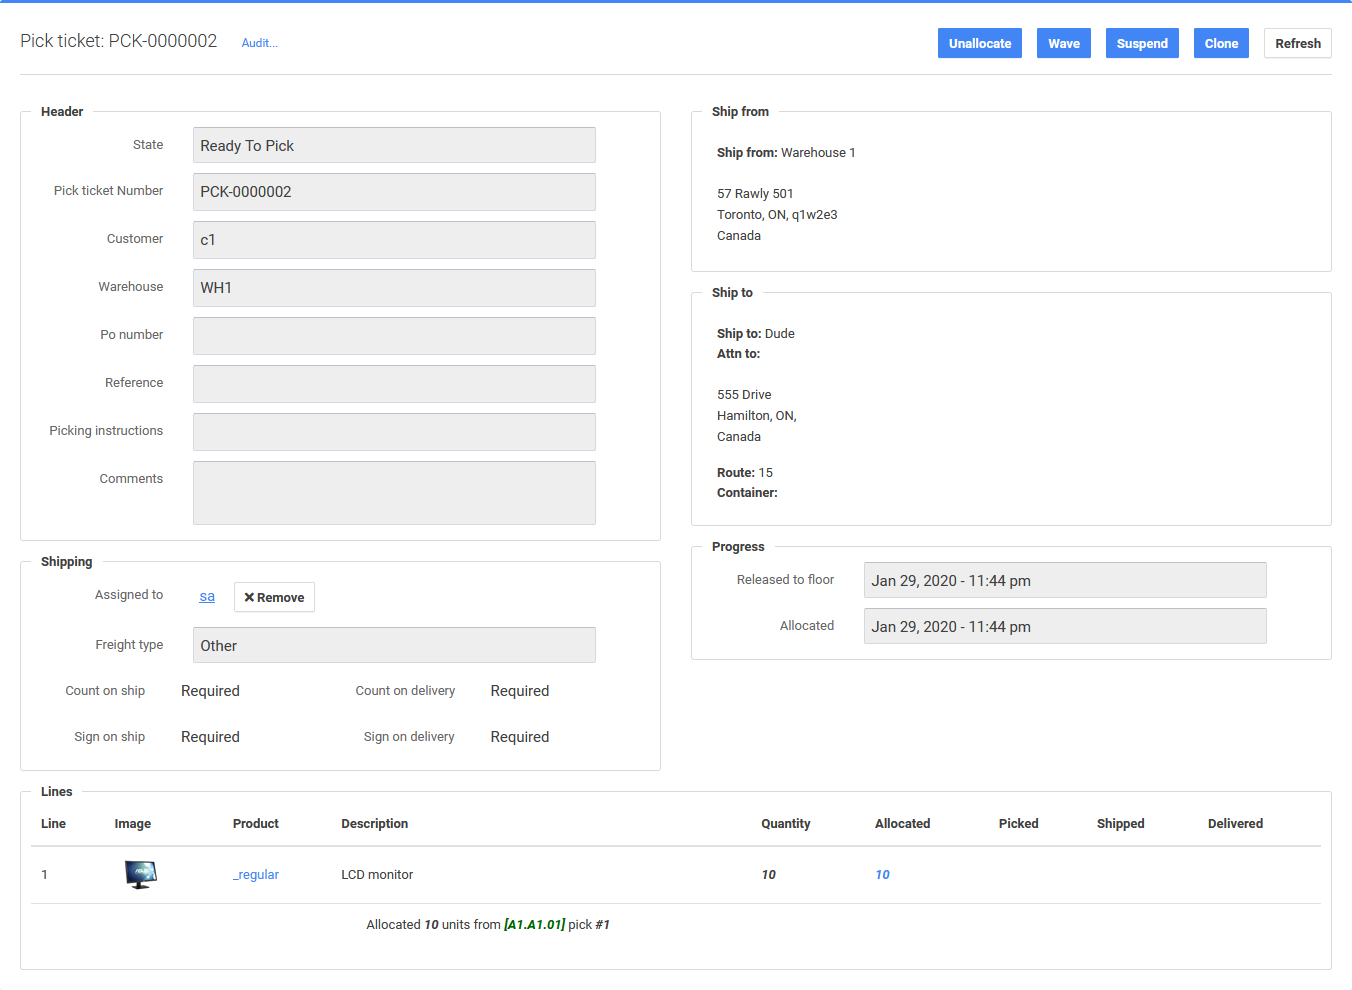 Pick ticket: PCK-0000002 Audit...
Unallocate Wave Suspend Clone Refresh
Header
State Ready To Pick
Pick ticket Number PCK-0000002
Customer c1
Warehouse WH1
Po number
Reference
Picking instructions
Comments
Shipping
Assigned to sa ✕ Remove
Freight type Other
Count on ship Required Count on delivery Required
Sign on ship Required Sign on delivery Required
Ship from
Ship from: Warehouse 1
57 Rawly 501
Toronto, ON, q1w2e3
Canada
Ship to
Ship to: Dude
Attn to:
555 Drive
Hamilton, ON,
Canada
Route: 15
Container:
Progress
Released to floor Jan 29, 2020 - 11:44 pm
Allocated Jan 29, 2020 - 11:44 pm
Lines
Line Image Product Description Quantity Allocated Picked Shipped Delivered
1 _regular LCD monitor 10 10
Allocated 10 units from [A1.A1.01] pick #1